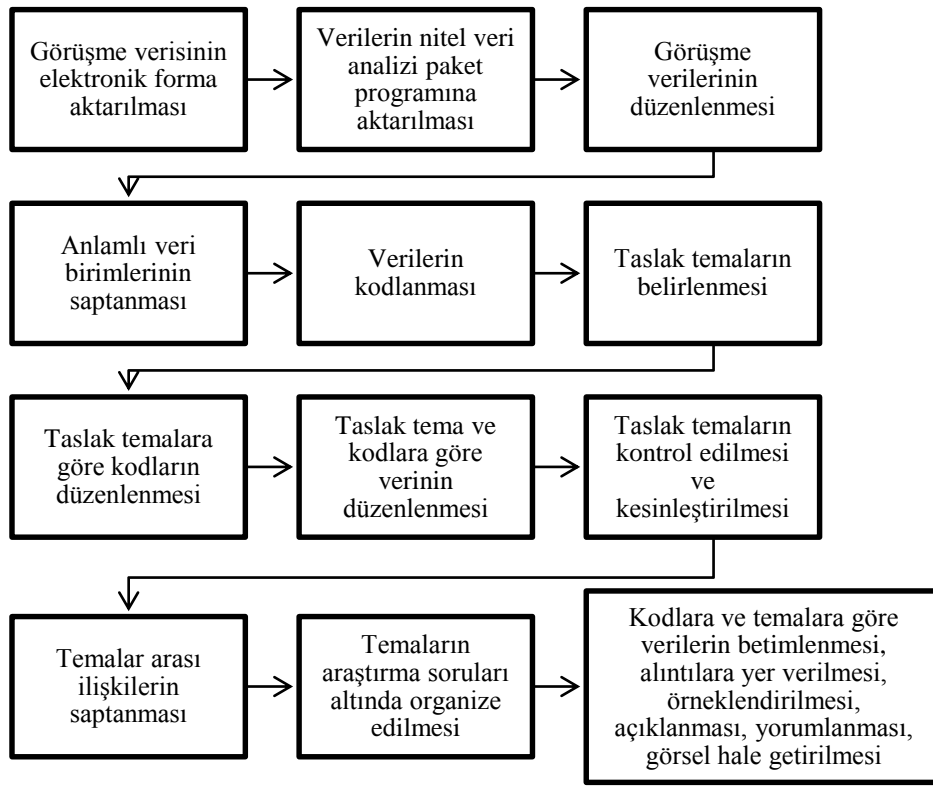 Görüşme verisinin
elektronik forma
aktarılması
Verilerin nitel veri
analizi paket
programına
aktarılması
Görüşme
verilerinin
düzenlenmesi
Anlamlı veri
birimlerinin
saptanması
Verilerin
kodlanması
Taslak temaların
belirlenmesi
Taslak temalara
göre kodların
düzenlenmesi
Taslak tema ve
kodlara göre
verinin
düzenlenmesi
Taslak temaların
kontrol edilmesi
ve
kesinleştirilmesi
Temalar arası
ilişkilerin
saptanması
Temaların
araştırma soruları
altında organize
edilmesi
Kodlara ve temalara göre
verilerin betimlenmesi,
alıntılara yer verilmesi,
örneklendirilmesi,
açıklanması, yorumlanması,
görsel hale getirilmesi